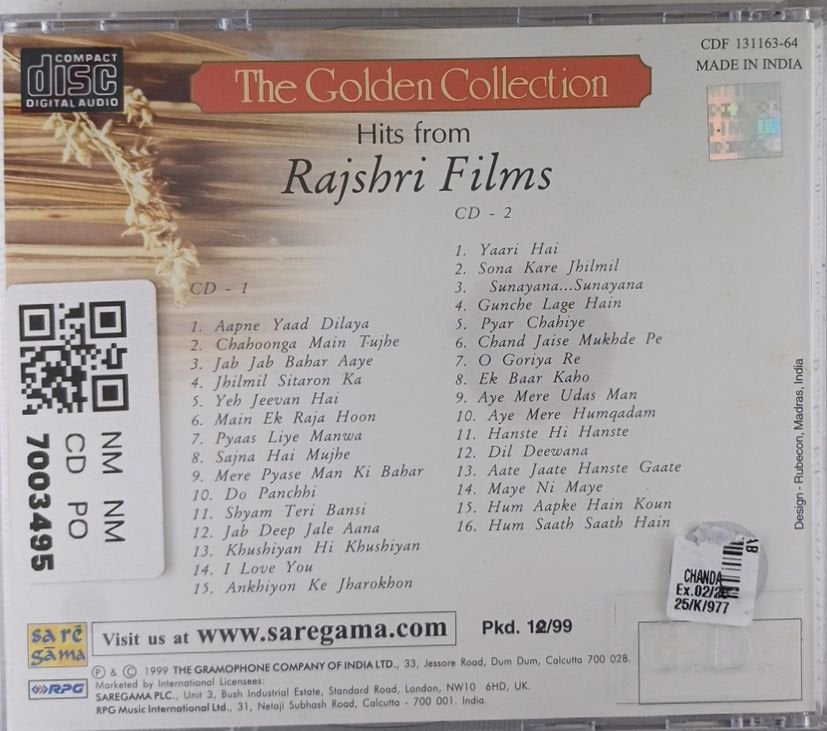 COMPACT
disc
DIGITAL AUDIO
The Golden Collection
CDF 131163-64
MADE IN INDIA
Hits from
Rajshri Films
CD - 1
1. Aapne Yaad Dilaya
2. Chahoonga Main Tujhe
3. Jab Jab Bahar Aaye
4. Jhilmil Sitaron Ka
5. Yeh Jeevan Hai
6. Main Ek Raja Hoon
7. Pyaas Liye Manwa
8. Sajna Hai Mujhe
9. Mere Pyase Man Ki Bahar
10. Do Panchhi
11. Shyam Teri Bansi
12. Jab Deep Jale Aana
13. Khushiyan Hi Khushiyan
14. I Love You
15. Ankhiyon Ke Jharokhon
CD - 2
1. Yaari Hai
2. Sona Kare Jhilmil
3. Sunayana...Sunayana
4. Gunche Lage Hain
5. Pyar Chahiye
6. Chand Jaise Mukhde Pe
7. O Goriya Re
8. Ek Baar Kaho
9. Aye Mere Udas Man
10. Aye Mere Humqadam
11. Hanste Hi Hanste
12. Dil Deewana
13. Aate Jaate Hanste Gaate
14. Maye Ni Maye
15. Hum Aapke Hain Koun
16. Hum Saath Saath Hain
NM NM
CD PO
7003495
Design - Rubecon, Madras, India
AB
CHANDA
Ex.02/2
25/K/977
sa rē
gāma
Visit us at www.saregama.com
Pkd. 12/99
RPG
℗ & © 1999 THE GRAMOPHONE COMPANY OF INDIA LTD., 33, Jessore Road, Dum Dum, Calcutta 700 028.
Marketed by International Licensees:
SAREGAMA PLC., Unit 3, Bush Industrial Estate, Standard Road, London, NW10 6HD, UK.
RPG Music International Ltd., 31, Netaji Subhash Road, Calcutta - 700 001. India.